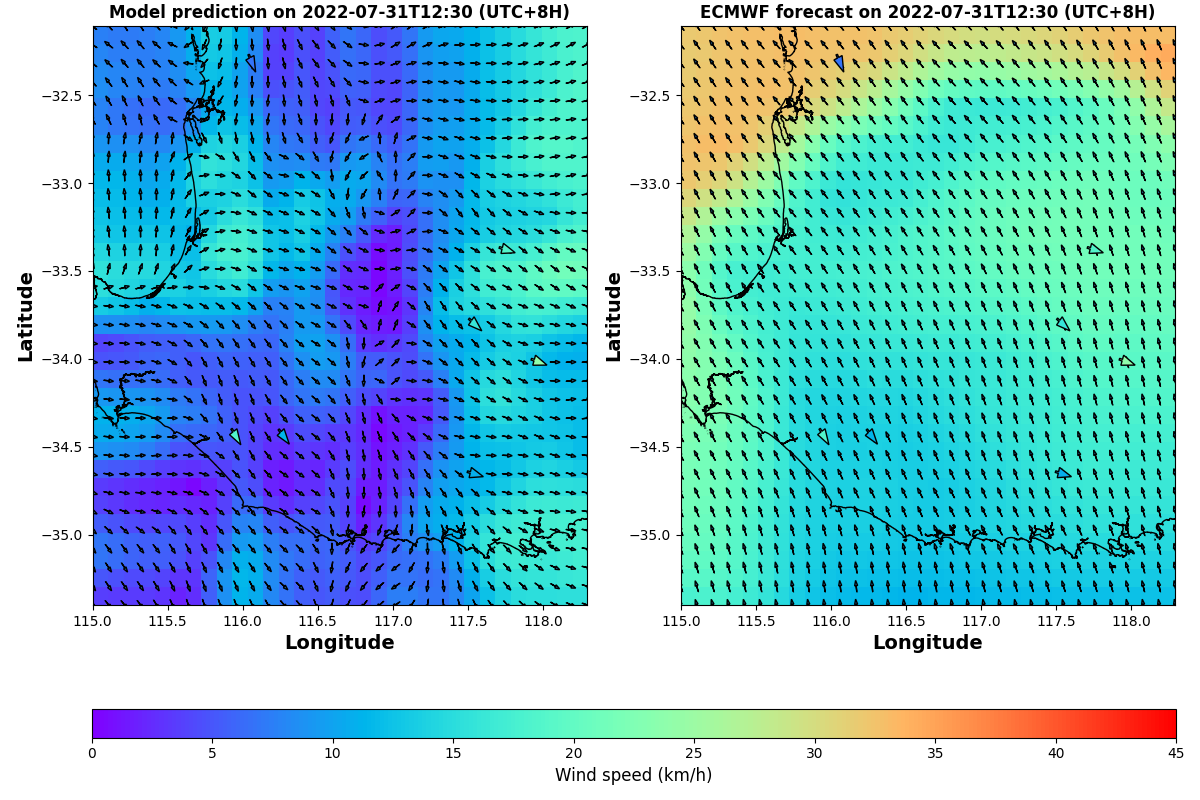 Model prediction on 2022-07-31T12:30 (UTC+8H)
ECMWF forecast on 2022-07-31T12:30 (UTC+8H)
Latitude
−32.5
−33.0
−33.5
−34.0
−34.5
−35.0
115.0 115.5 116.0 116.5 117.0 117.5 118.0
Longitude
Latitude
−32.5
−33.0
−33.5
−34.0
−34.5
−35.0
115.0 115.5 116.0 116.5 117.0 117.5 118.0
Longitude
0 5 10 15 20 25 30 35 40 45
Wind speed (km/h)